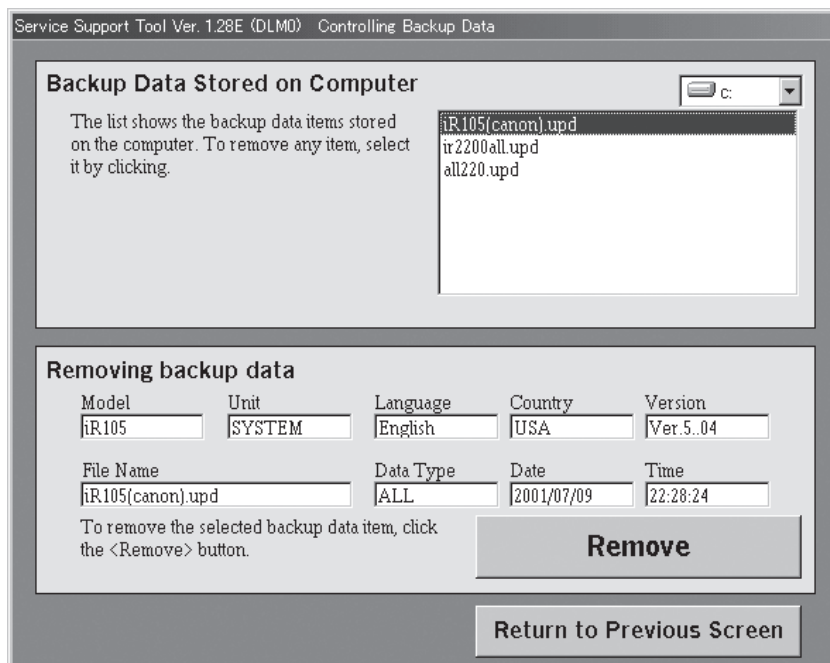 Service Support Tool Ver. 1.28E (DLM0) Controlling Backup Data
Backup Data Stored on Computer
c:
The list shows the backup data items stored
on the computer. To remove any item, select
it by clicking.
iR105(canon).upd
ir2200all.upd
all220.upd
Removing backup data
Model Unit Language Country Version
iR105 SYSTEM English USA Ver.5..04
File Name Data Type Date Time
iR105(canon).upd ALL 2001/07/09 22:28:24
To remove the selected backup data item, click
the <Remove> button.
Remove
Return to Previous Screen